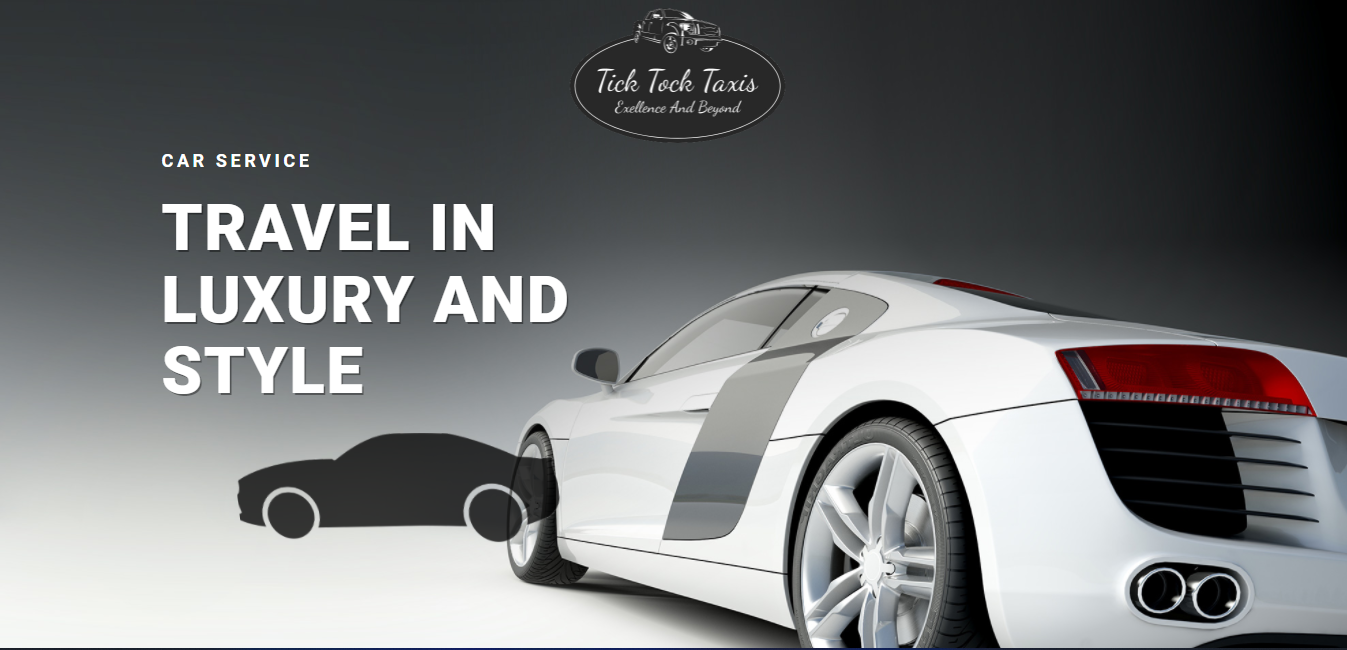 Tick Tock Taxis
Exellence And Beyond
CAR SERVICE
TRAVEL IN
LUXURY AND
STYLE